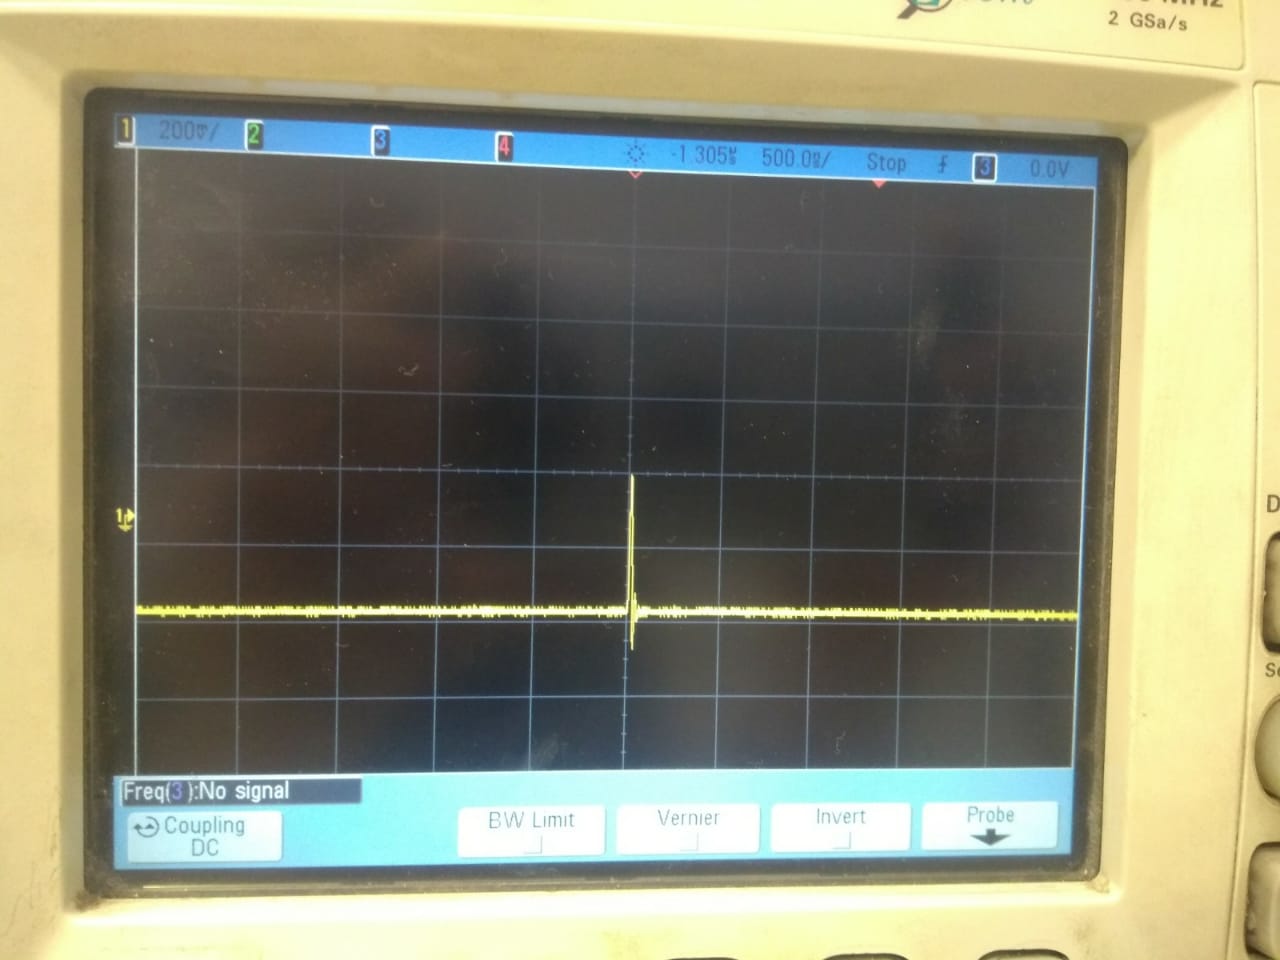 2 GSa/s
1 200mV/ 2 3 4 -1.305µs 500.0ns/ Stop 3 0.0V
1
Freq(3):No signal
Coupling
DC
BW Limit
Vernier
Invert
Probe
D